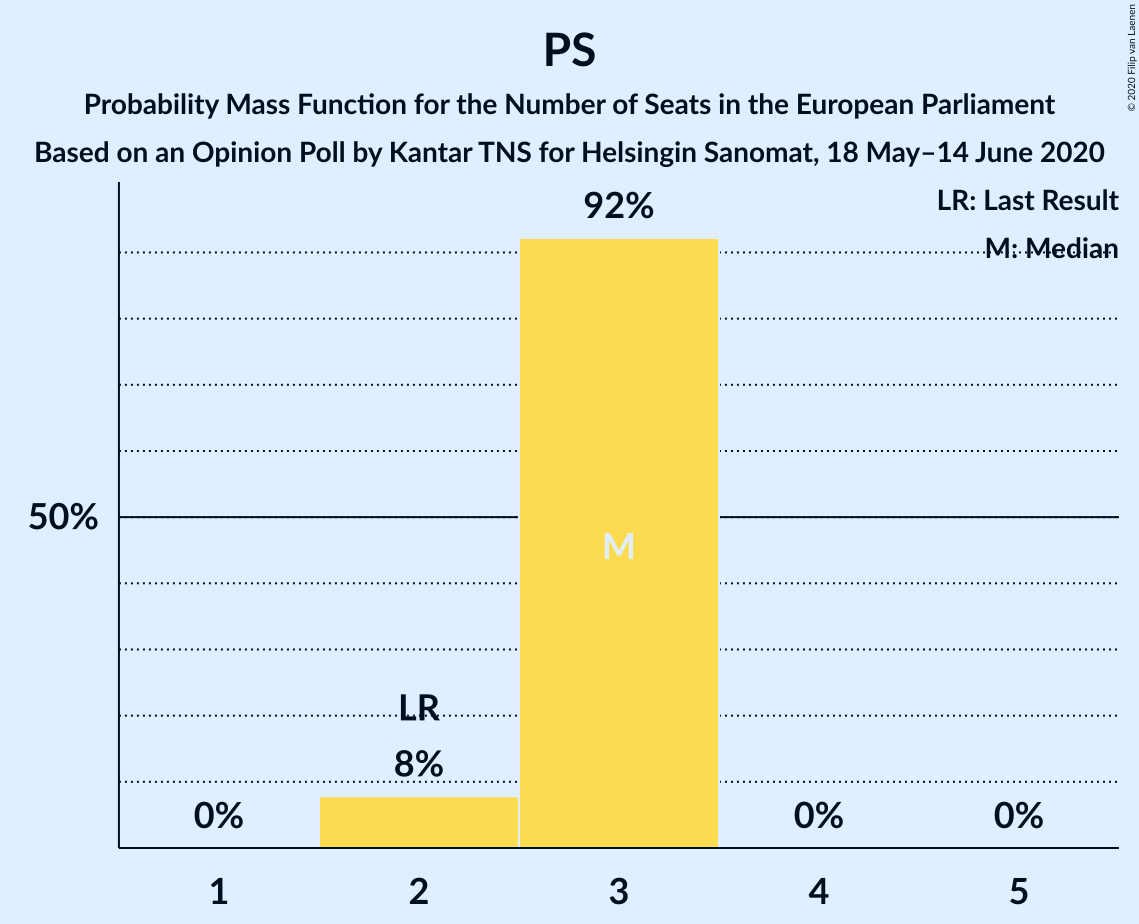 PS
Probability Mass Function for the Number of Seats in the European Parliament
Based on an Opinion Poll by Kantar TNS for Helsingin Sanomat, 18 May–14 June 2020
© 2020 Filip van Laenen
LR: Last Result
M: Median
92%
50%
M
LR
8%
0%
0%
0%
1
2
3
4
5